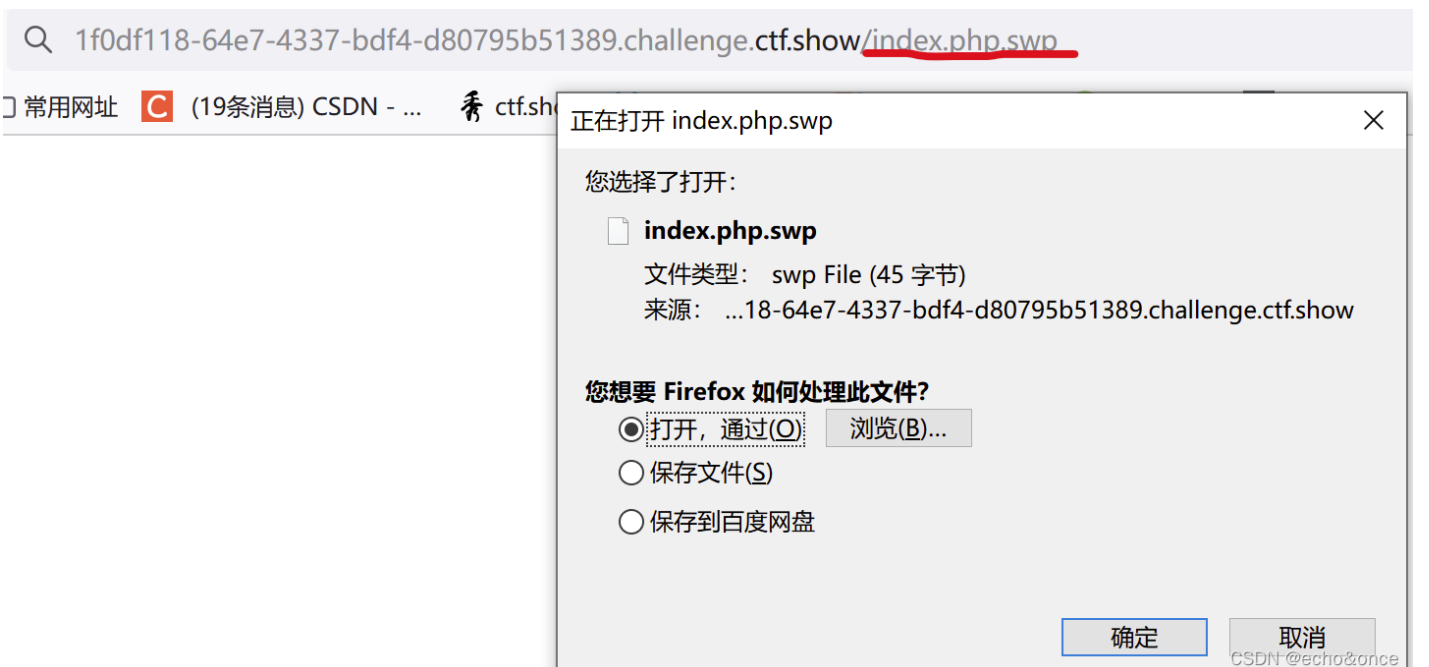 1f0df118-64e7-4337-bdf4-d80795b51389.challenge.ctf.show/index.php.swp
常用网址 C (19条消息) CSDN - ... 秀 ctf.sho
正在打开 index.php.swp
您选择了打开：
index.php.swp
文件类型： swp File (45 字节)
来源： ...18-64e7-4337-bdf4-d80795b51389.challenge.ctf.show
您想要 Firefox 如何处理此文件?
打开，通过(O) 浏览(B)...
保存文件(S)
保存到百度网盘
确定 取消
CSDN @echo&once